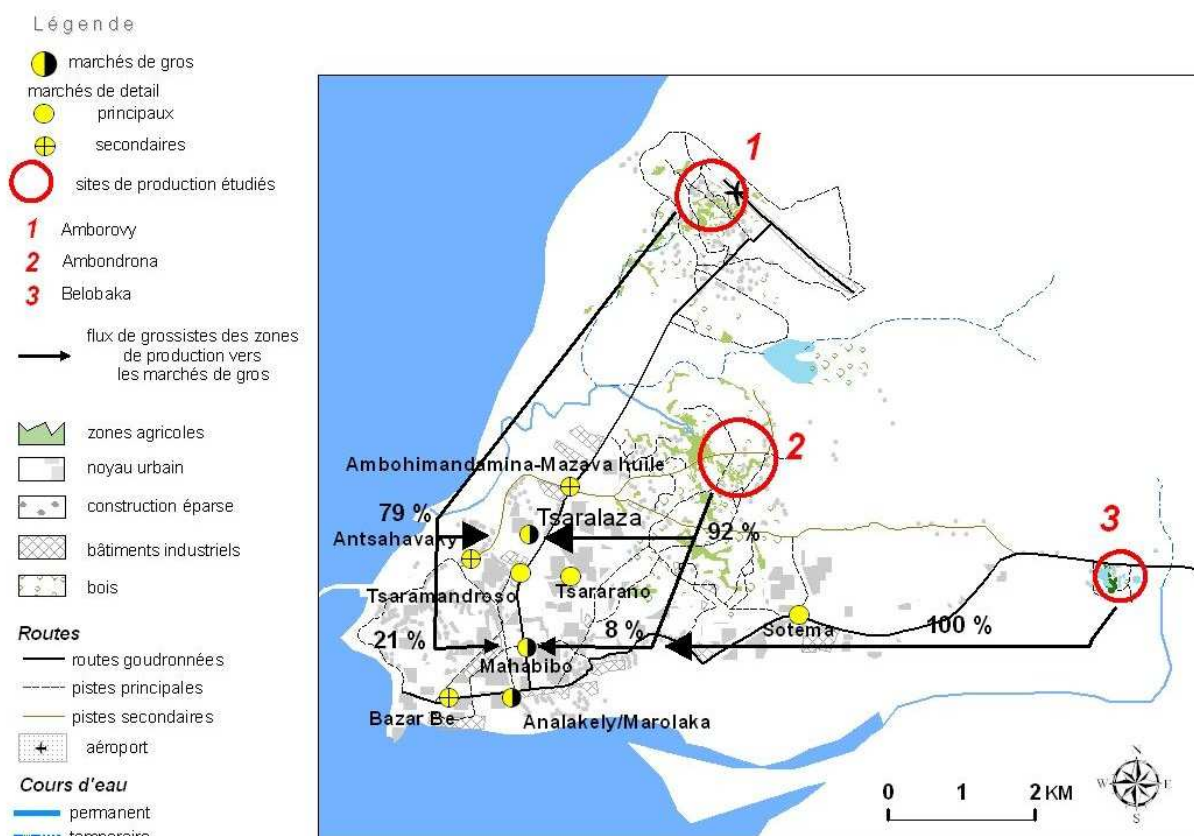 Légende
marchés de gros
marchés de detail
principaux
secondaires
sites de production étudiés
1 Amborovy
2 Ambondrona
3 Belobaka
flux de grossistes des zones
de production vers
les marchés de gros
zones agricoles
noyau urbain
construction éparse
bâtiments industriels
bois
Routes
routes goudronnées
pistes principales
pistes secondaires
aéroport
Cours d'eau
permanent
temporaire
1
2
3
Ambohimandamina-Mazava huile
79 %
Tsaralaza
92 %
Antsahavaky
Tsaramandroso
Tsararano
Sotema
100 %
21 %
8 %
Mahabibo
Bazar Be
Analakely/Marolaka
0 1 2 KM
N
W E
S